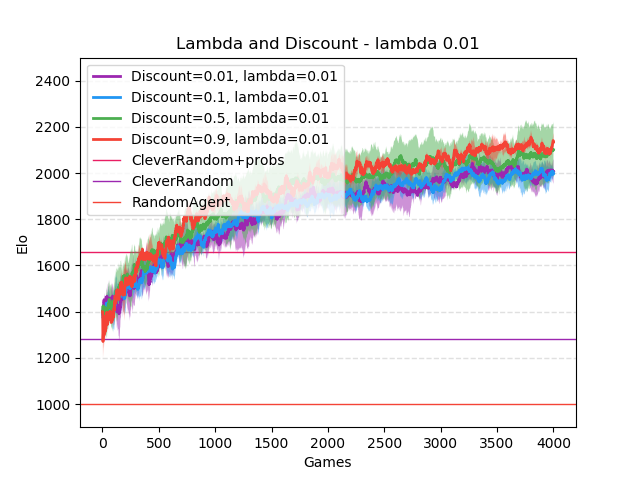 Lambda and Discount - lambda 0.01
Discount=0.01, lambda=0.01
Discount=0.1, lambda=0.01
Discount=0.5, lambda=0.01
Discount=0.9, lambda=0.01
CleverRandom+probs
CleverRandom
RandomAgent
Elo
2400
2200
2000
1800
1600
1400
1200
1000
0 500 1000 1500 2000 2500 3000 3500 4000
Games